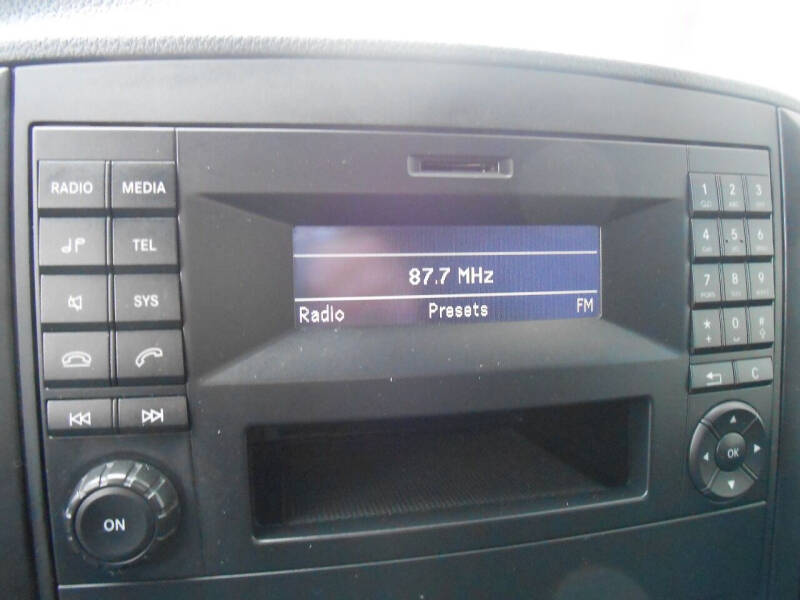 RADIO MEDIA
TEL
SYS
ON
87.7 MHz
Radio Presets FM
1 2 3
4 5 6
7 8 9
* 0 #
C
OK